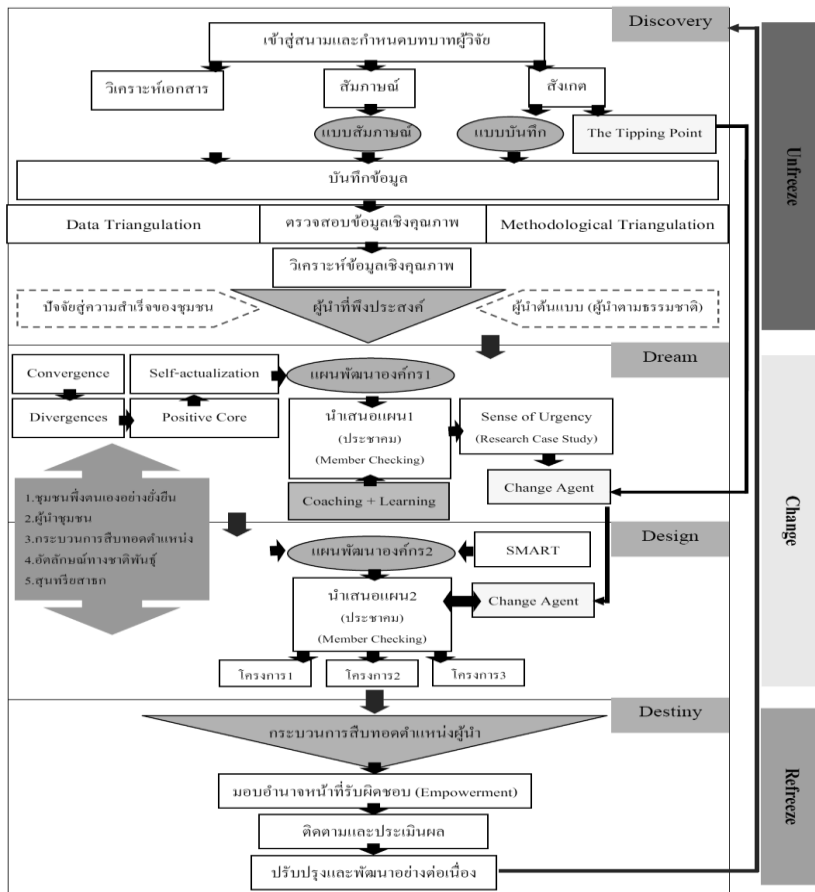 Discovery
เข้าสู่สนามและกำหนดบทบาทผู้วิจัย
วิเคราะห์เอกสาร
สัมภาษณ์
สังเกต
แบบสัมภาษณ์
แบบบันทึก
The Tipping Point
บันทึกข้อมูล
Data Triangulation
ตรวจสอบข้อมูลเชิงคุณภาพ
Methodological Triangulation
วิเคราะห์ข้อมูลเชิงคุณภาพ
ปัจจัยสู่ความสำเร็จของชุมชน
ผู้นำที่พึงประสงค์
ผู้นำต้นแบบ (ผู้นำตามธรรมชาติ)
Unfreeze
Dream
Convergence
Self-actualization
แผนพัฒนาองค์กร1
Divergences
Positive Core
นำเสนอแผน1
(ประชาคม)
(Member Checking)
Sense of Urgency
(Research Case Study)
Coaching + Learning
Change Agent
Change
1.ชุมชนพึ่งตนเองอย่างยั่งยืน
2.ผู้นำชุมชน
3.กระบวนการสืบทอดตำแหน่ง
4.อัตลักษณ์ทางชาติพันธุ์
5.สุนทรียสาธก
Design
แผนพัฒนาองค์กร2
SMART
นำเสนอแผน2
(ประชาคม)
(Member Checking)
Change Agent
โครงการ1
โครงการ2
โครงการ3
Destiny
กระบวนการสืบทอดตำแหน่งผู้นำ
มอบอำนาจหน้าที่รับผิดชอบ (Empowerment)
ติดตามและประเมินผล
ปรับปรุงและพัฒนาอย่างต่อเนื่อง
Refreeze